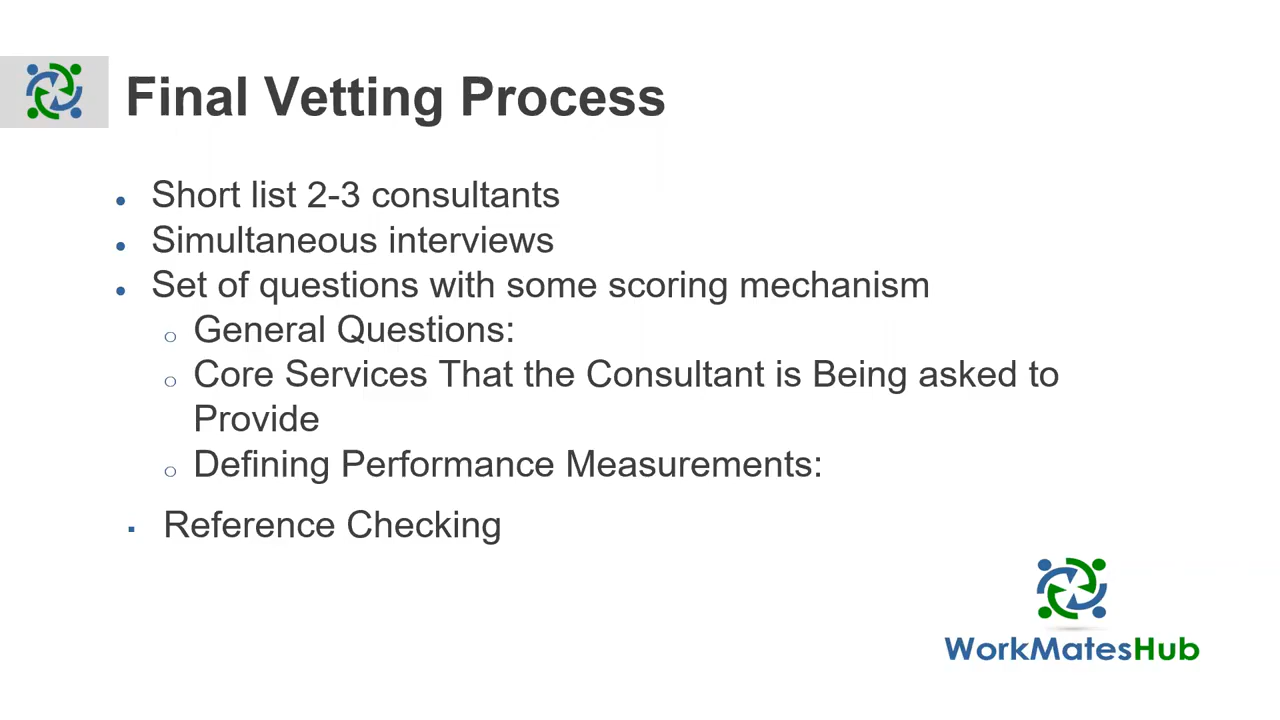 Final Vetting Process
Short list 2-3 consultants
Simultaneous interviews
Set of questions with some scoring mechanism
General Questions:
Core Services That the Consultant is Being asked to
Provide
Defining Performance Measurements:
Reference Checking
WorkMatesHub